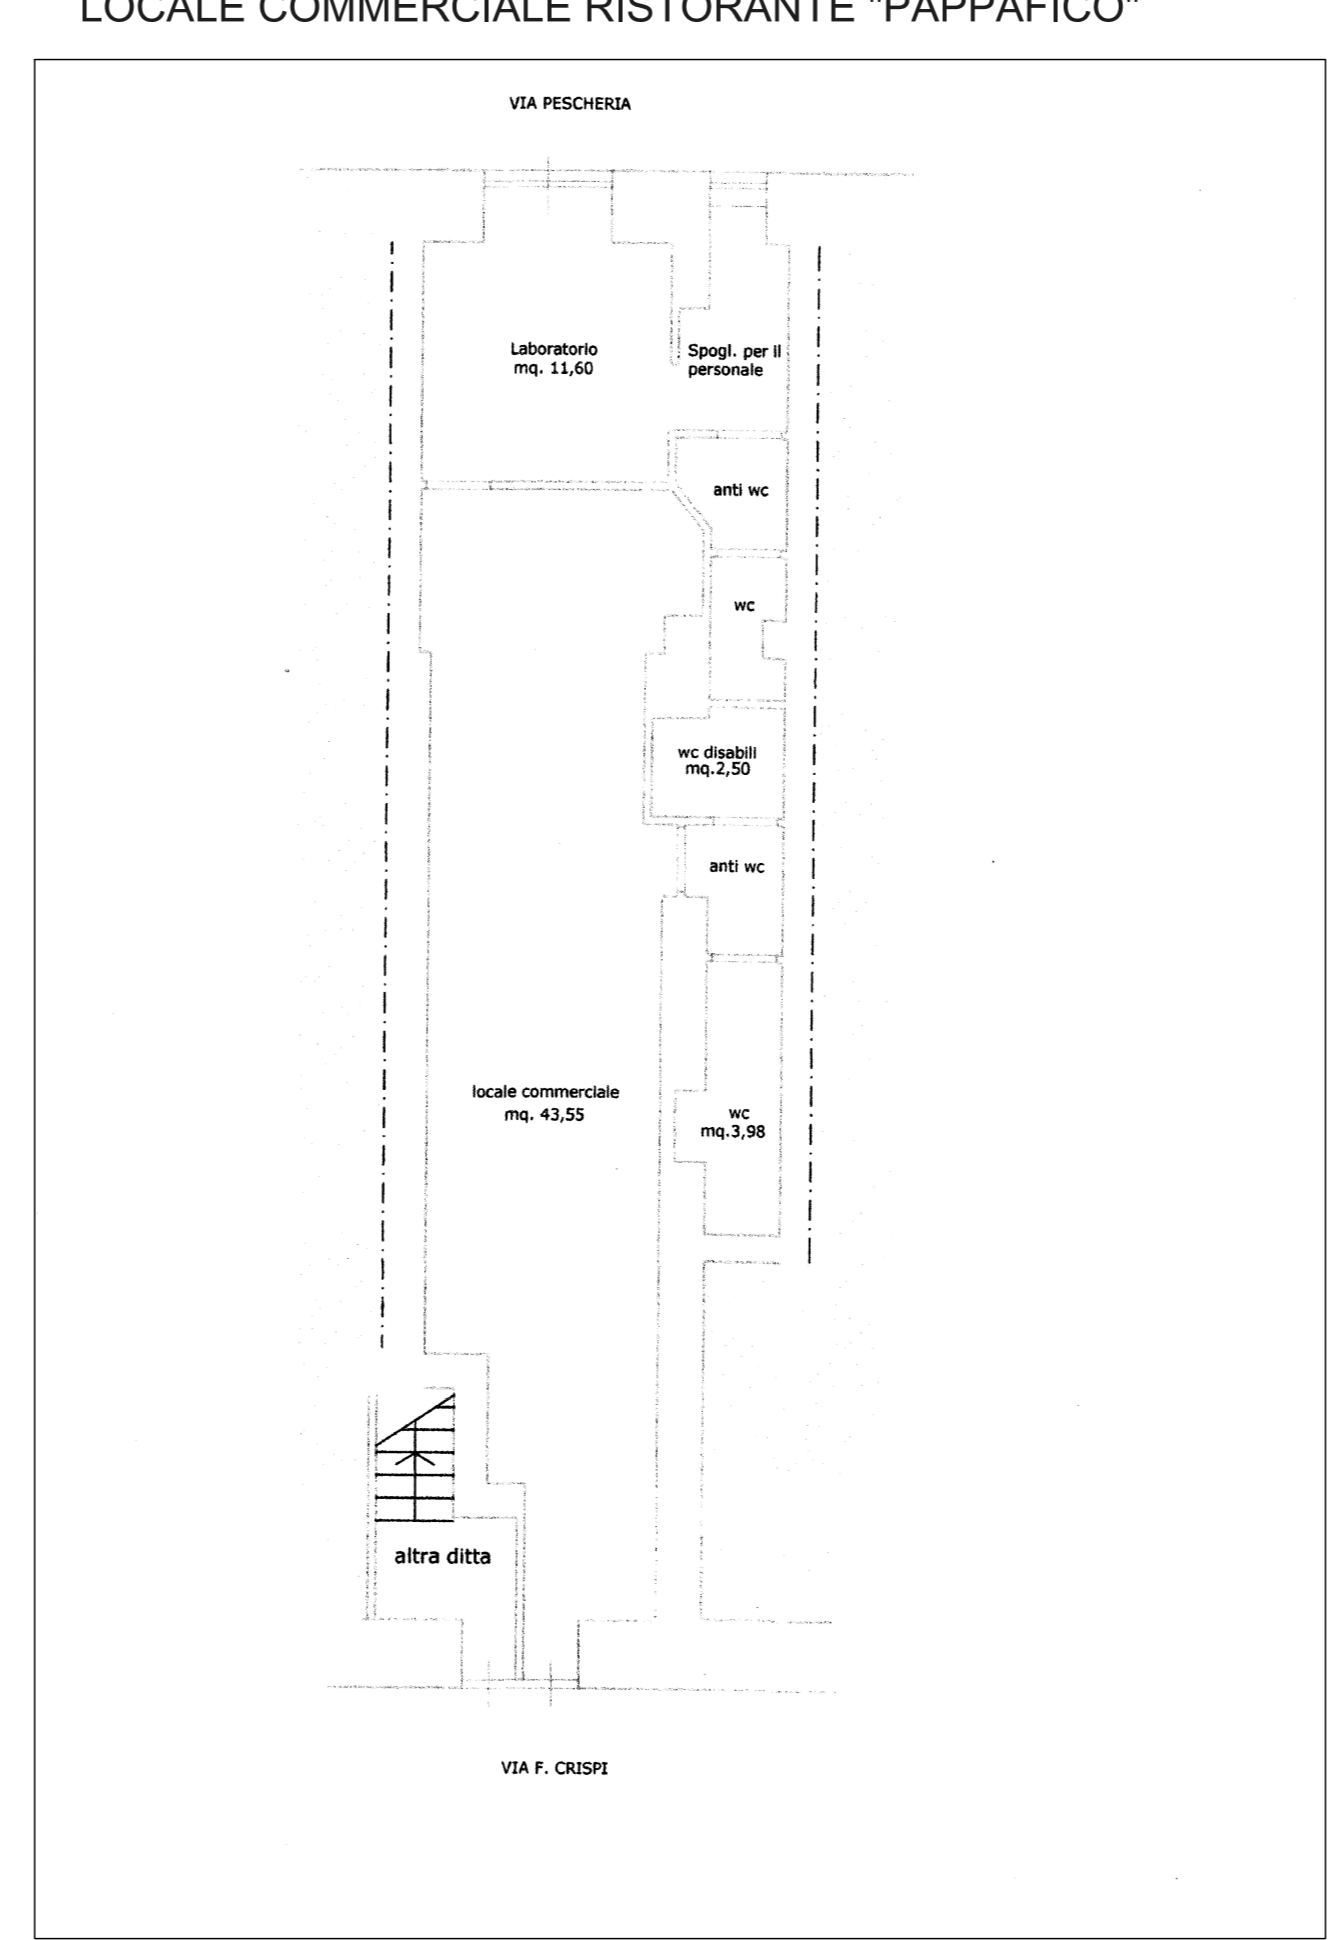 LOCALE COMMERCIALE RISTORANTE "PAPPAFICO"
VIA PESCHERIA
Laboratorio
mq. 11,60
Spogl. per il
personale
anti wc
wc
wc disabili
mq.2,50
anti wc
locale commerciale
mq. 43,55
wc
mq.3,98
altra ditta
VIA F. CRISPI